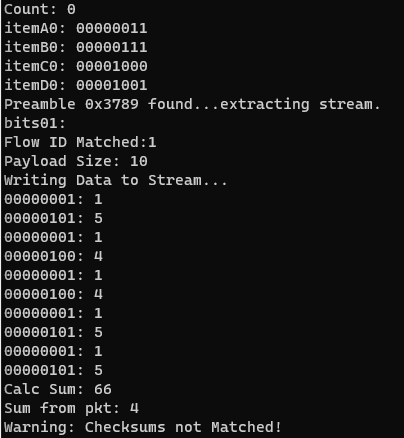 Count: 0
itemA0: 00000011
itemB0: 00000111
itemC0: 00001000
itemD0: 00001001
Preamble 0x3789 found...extracting stream.
bits01:
Flow ID Matched:1
Payload Size: 10
Writing Data to Stream...
00000001: 1
00000101: 5
00000001: 1
00000100: 4
00000001: 1
00000100: 4
00000001: 1
00000101: 5
00000001: 1
00000101: 5
Calc Sum: 66
Sum from pkt: 4
Warning: Checksums not Matched!